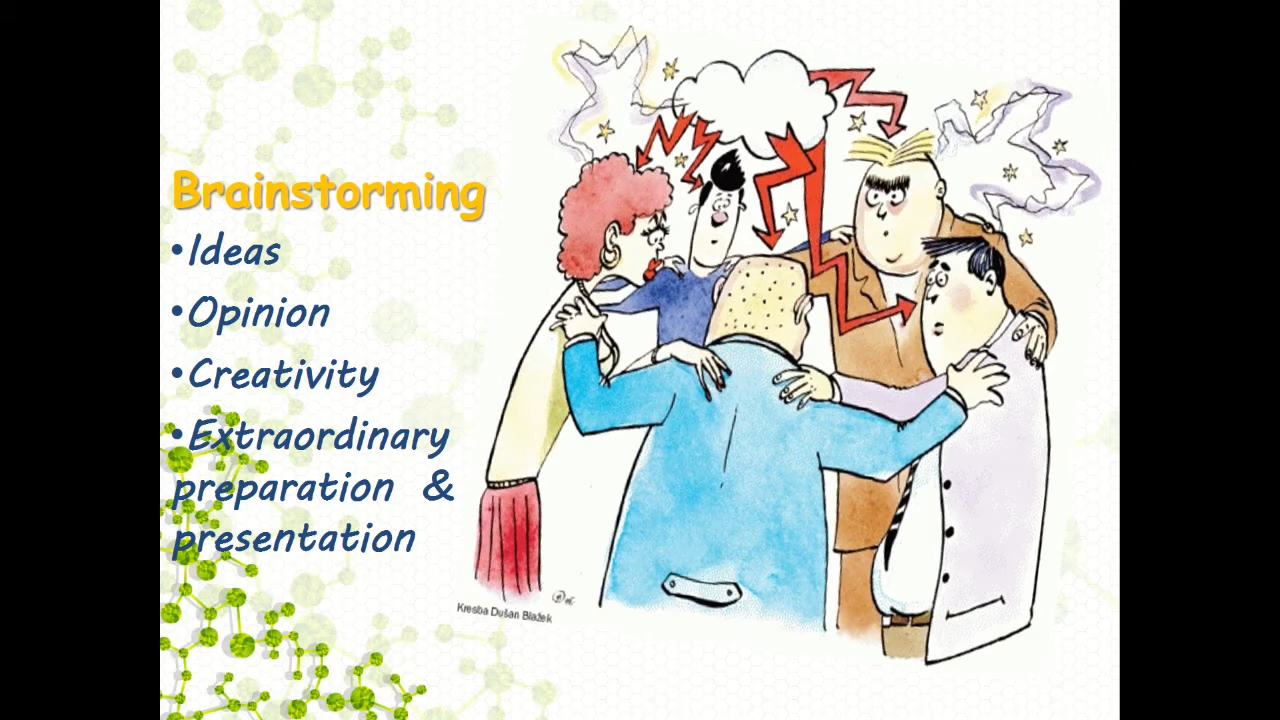 Brainstorming
•Ideas
•Opinion
•Creativity
•Extraordinary
preparation &
presentation
Kresba Dušan Blažek